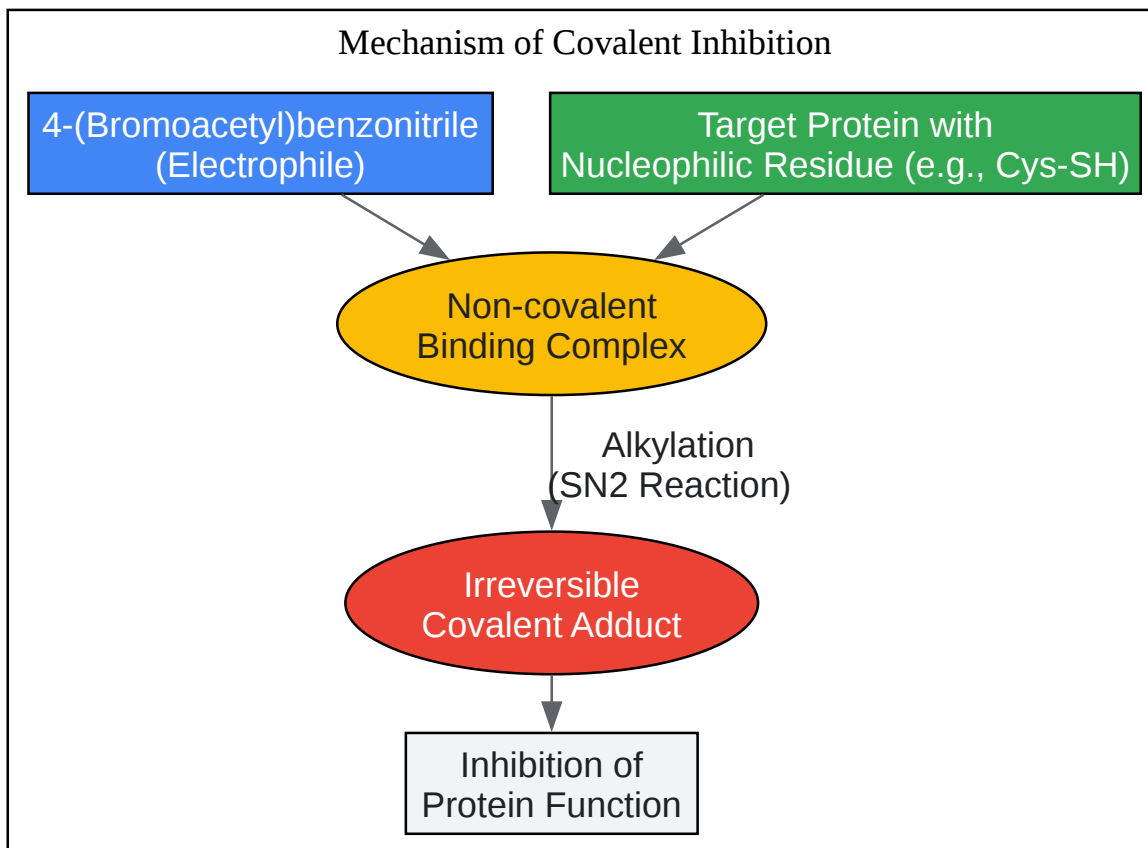 Mechanism of Covalent Inhibition
4-(Bromoacetyl)benzonitrile
(Electrophile)
Target Protein with
Nucleophilic Residue (e.g., Cys-SH)
Non-covalent
Binding Complex
Alkylation
(SN2 Reaction)
Irreversible
Covalent Adduct
Inhibition of
Protein Function